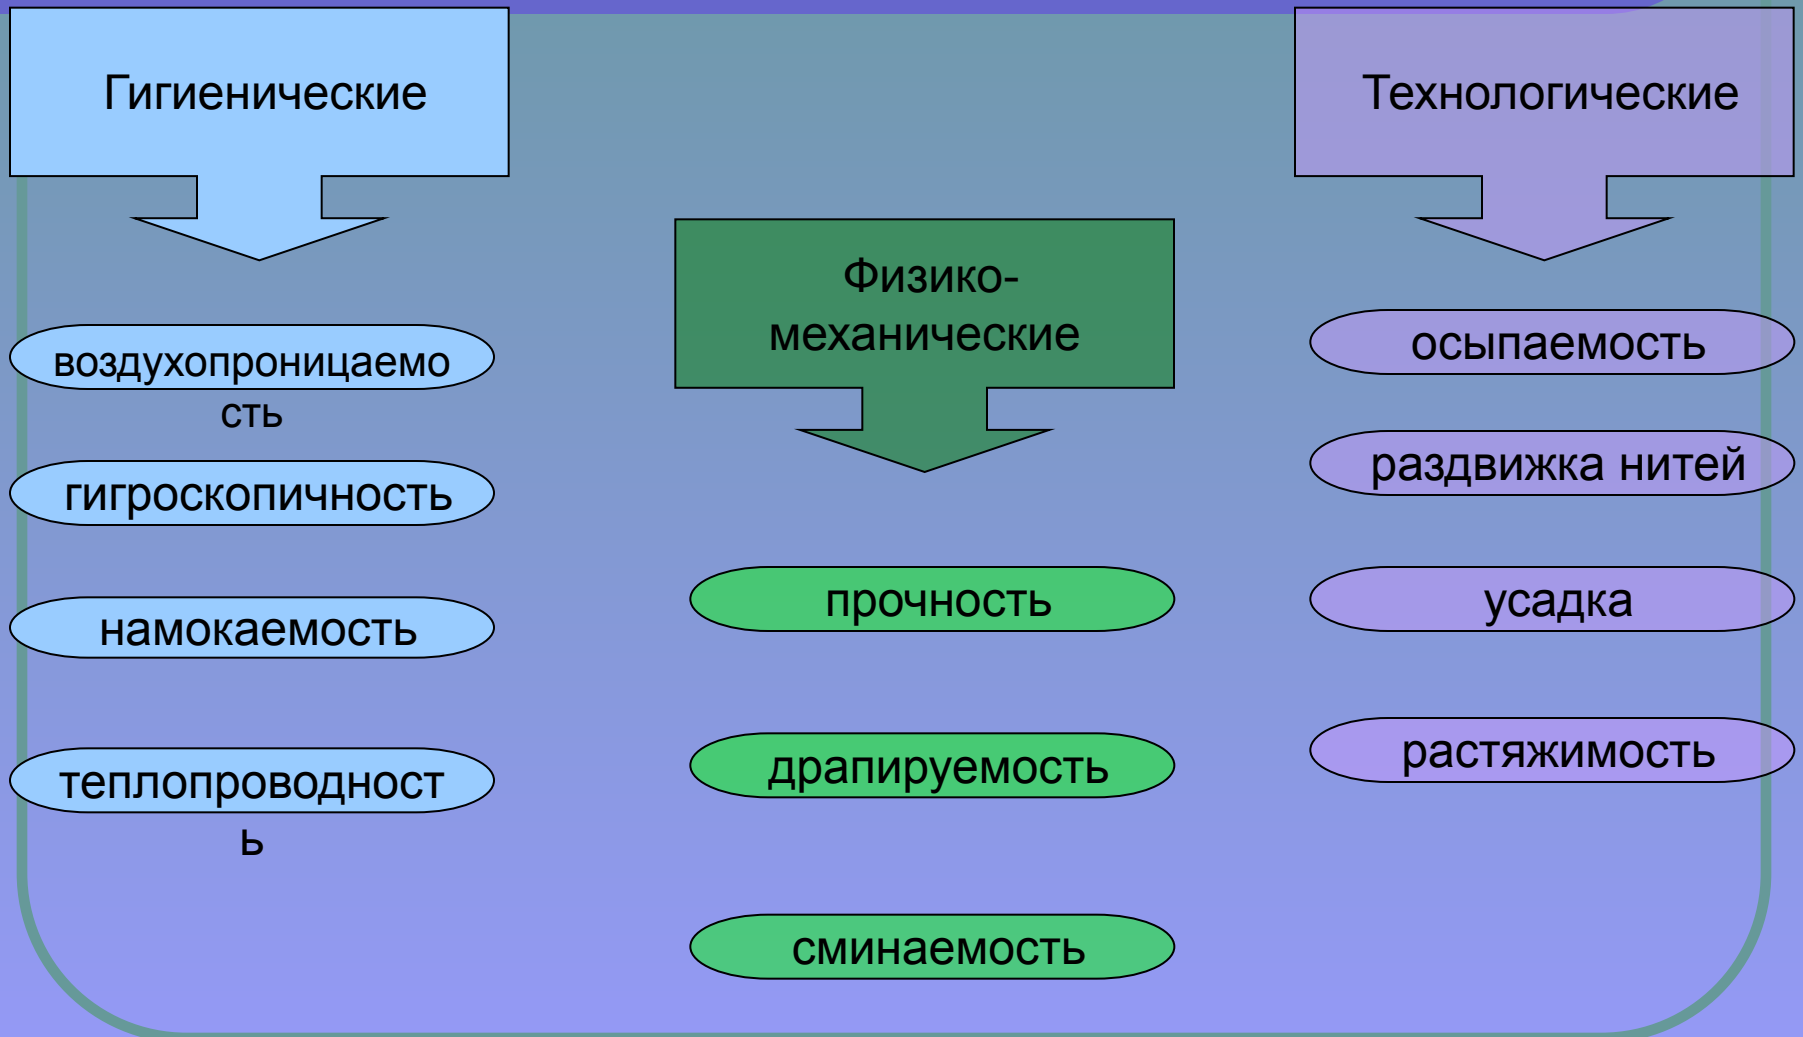 Гигиенические
воздухопроницаемо
сть
гигроскопичность
намокаемость
теплопроводност
ь
Физико-
механические
прочность
драпируемость
сминаемость
Технологические
осыпаемость
раздвижка нитей
усадка
растяжимость